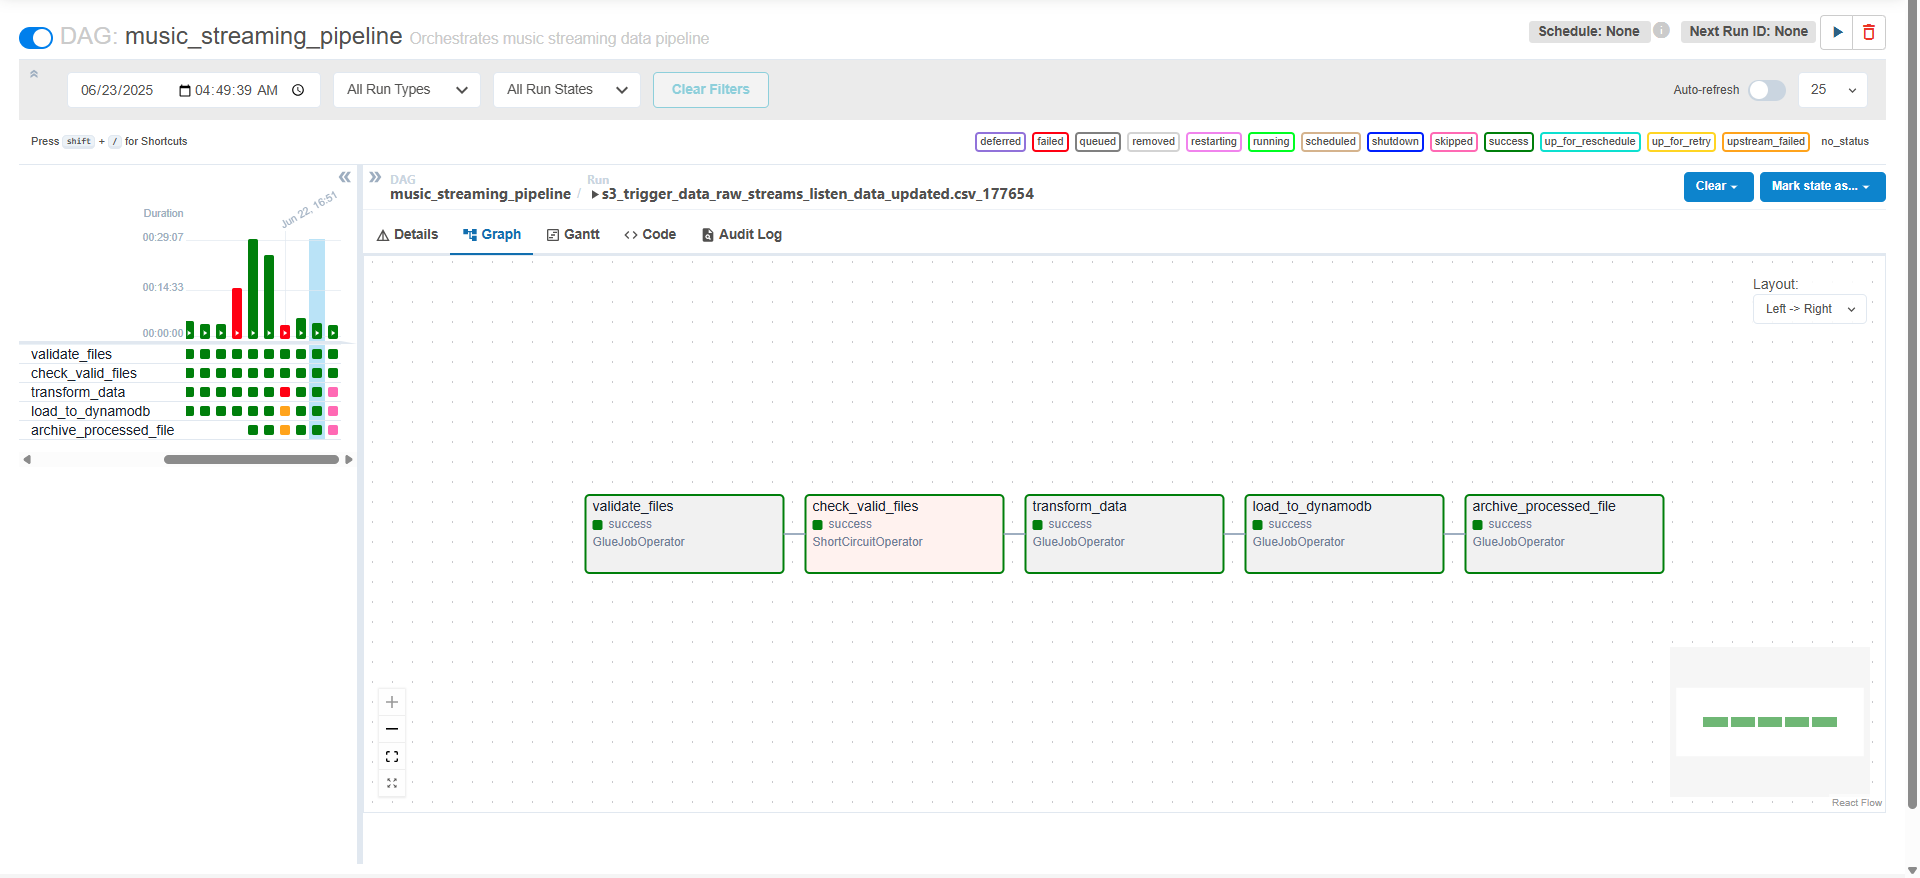 DAG: music_streaming_pipeline Orchestrates music streaming data pipeline
Schedule: None
Next Run ID: None
06/23/2025 04:49:39 AM
All Run Types
All Run States
Clear Filters
Auto-refresh
25
Press shift + / for Shortcuts
deferred
failed
queued
removed
restarting
running
scheduled
shutdown
skipped
success
up_for_reschedule
up_for_retry
upstream_failed
no_status
DAG
music_streaming_pipeline
/
Run
s3_trigger_data_raw_streams_listen_data_updated.csv_177654
Clear
Mark state as...
Details
Graph
Gantt
Code
Audit Log
Jun 22, 16:51
Duration
00:29:07
00:14:33
00:00:00
validate_files
check_valid_files
transform_data
load_to_dynamodb
archive_processed_file
Layout:
Left -> Right
validate_files
success
GlueJobOperator
check_valid_files
success
ShortCircuitOperator
transform_data
success
GlueJobOperator
load_to_dynamodb
success
GlueJobOperator
archive_processed_file
success
GlueJobOperator
React Flow